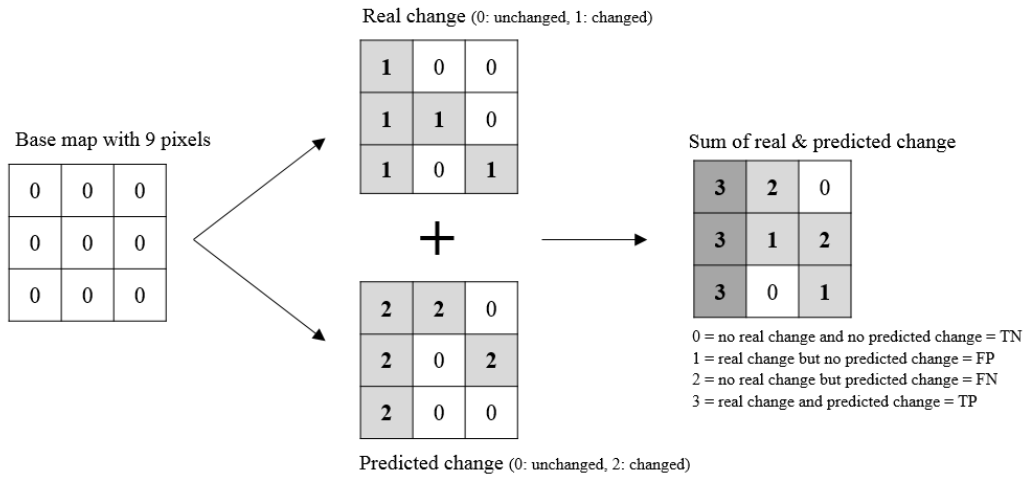 Real change (0: unchanged, 1: changed)
1 0 0
1 1 0
1 0 1
Base map with 9 pixels
0 0 0
0 0 0
0 0 0
+
Predicted change (0: unchanged, 2: changed)
2 2 0
2 0 2
2 0 0
Sum of real & predicted change
3 2 0
3 1 2
3 0 1
0 = no real change and no predicted change = TN
1 = real change but no predicted change = FP
2 = no real change but predicted change = FN
3 = real change and predicted change = TP